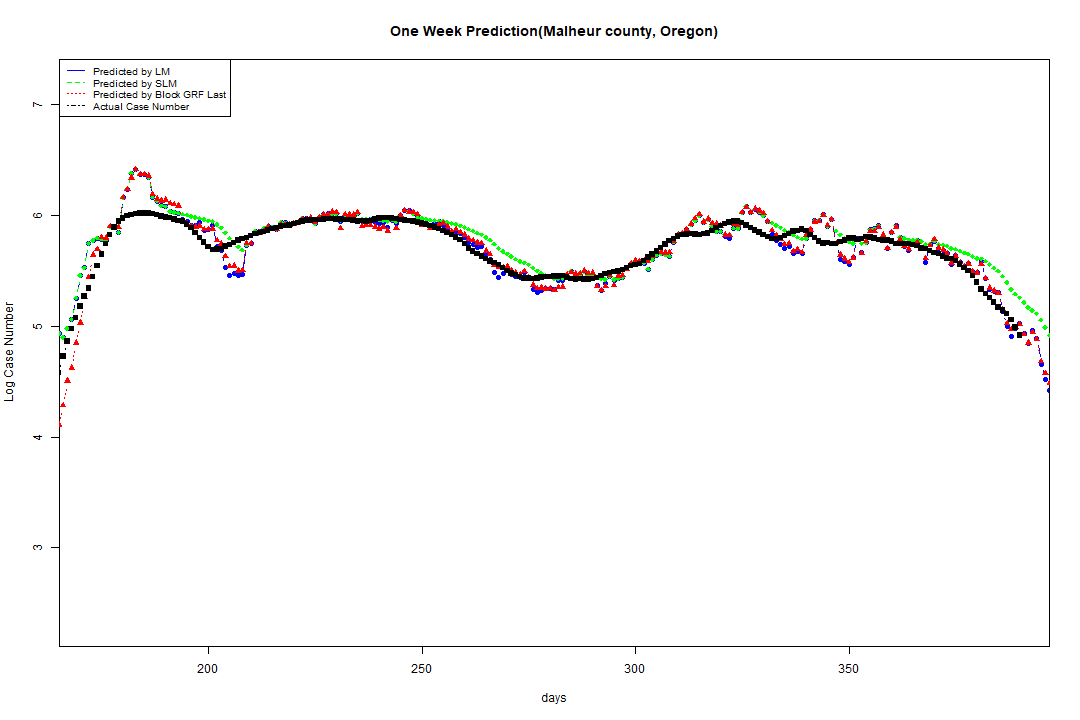 One Week Prediction(Malheur county, Oregon)
Predicted by LM
Predicted by SLM
Predicted by Block GRF Last
Actual Case Number
7
6
5
4
3
Log Case Number
200
250
300
350
days